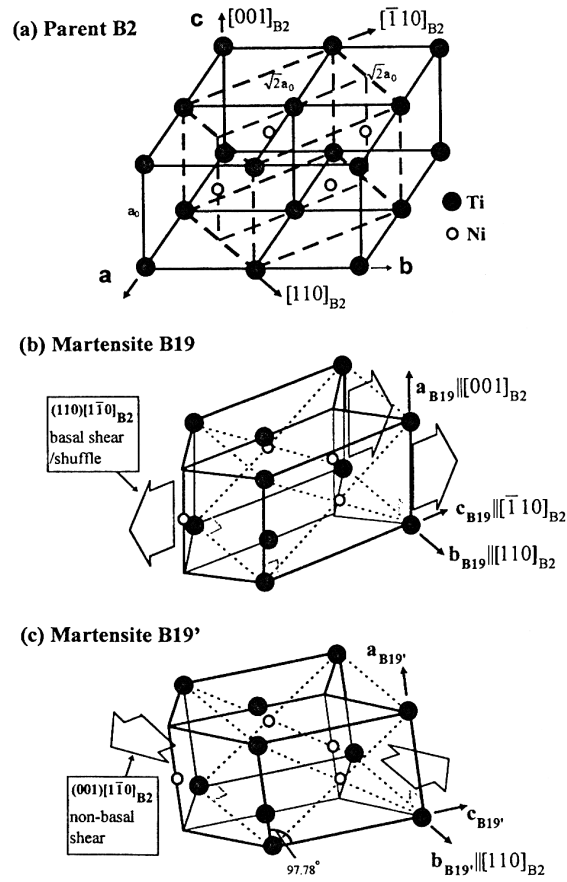 (a) Parent B2
c
[001]B2
[1̄10]B2
√2a₀
√2a₀
a₀
Ti
Ni
a
b
[110]B2
(b) Martensite B19
(110)[11̄0]B2
basal shear
/shuffle
aB19||[001]B2
cB19||[1̄10]B2
bB19||[110]B2
(c) Martensite B19’
aB19'
(001)[11̄0]B2
non-basal
shear
cB19'
97.78°
bB19'||[110]B2